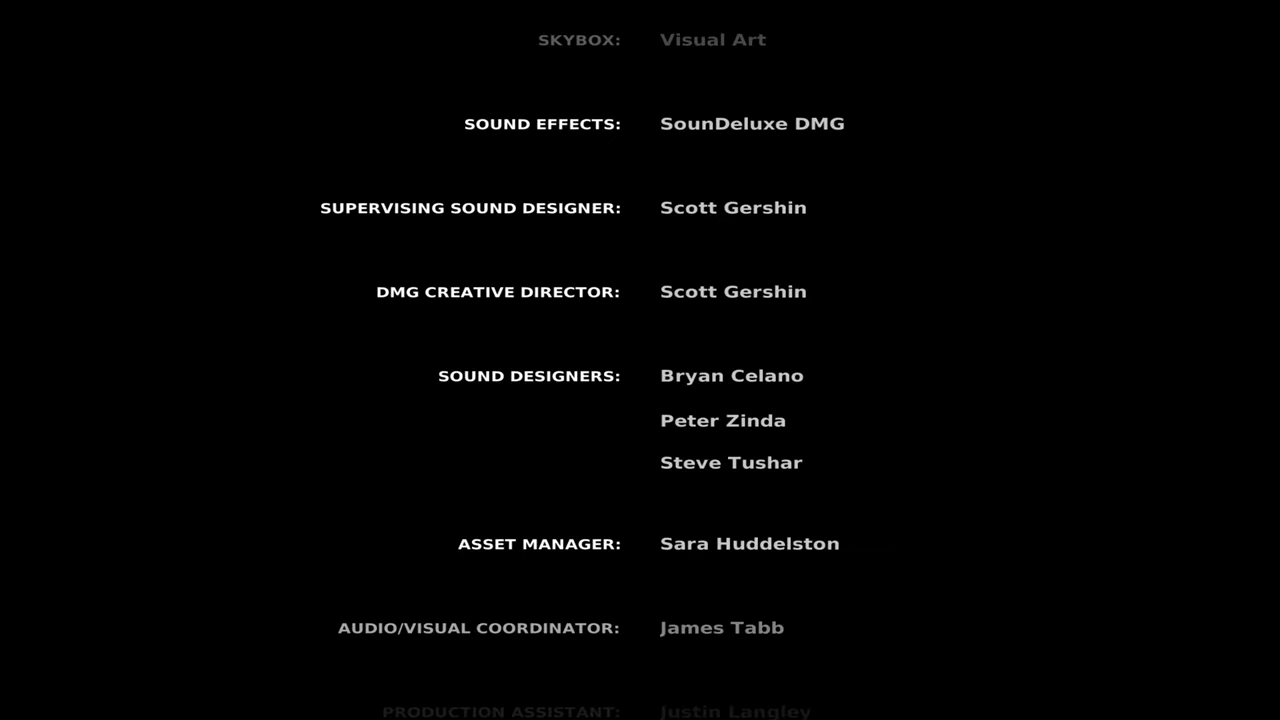 SKYBOX: Visual Art
SOUND EFFECTS: SounDeluxe DMG
SUPERVISING SOUND DESIGNER: Scott Gershin
DMG CREATIVE DIRECTOR: Scott Gershin
SOUND DESIGNERS: Bryan Celano
Peter Zinda
Steve Tushar
ASSET MANAGER: Sara Huddelston
AUDIO/VISUAL COORDINATOR: James Tabb
PRODUCTION ASSISTANT: Justin Langley